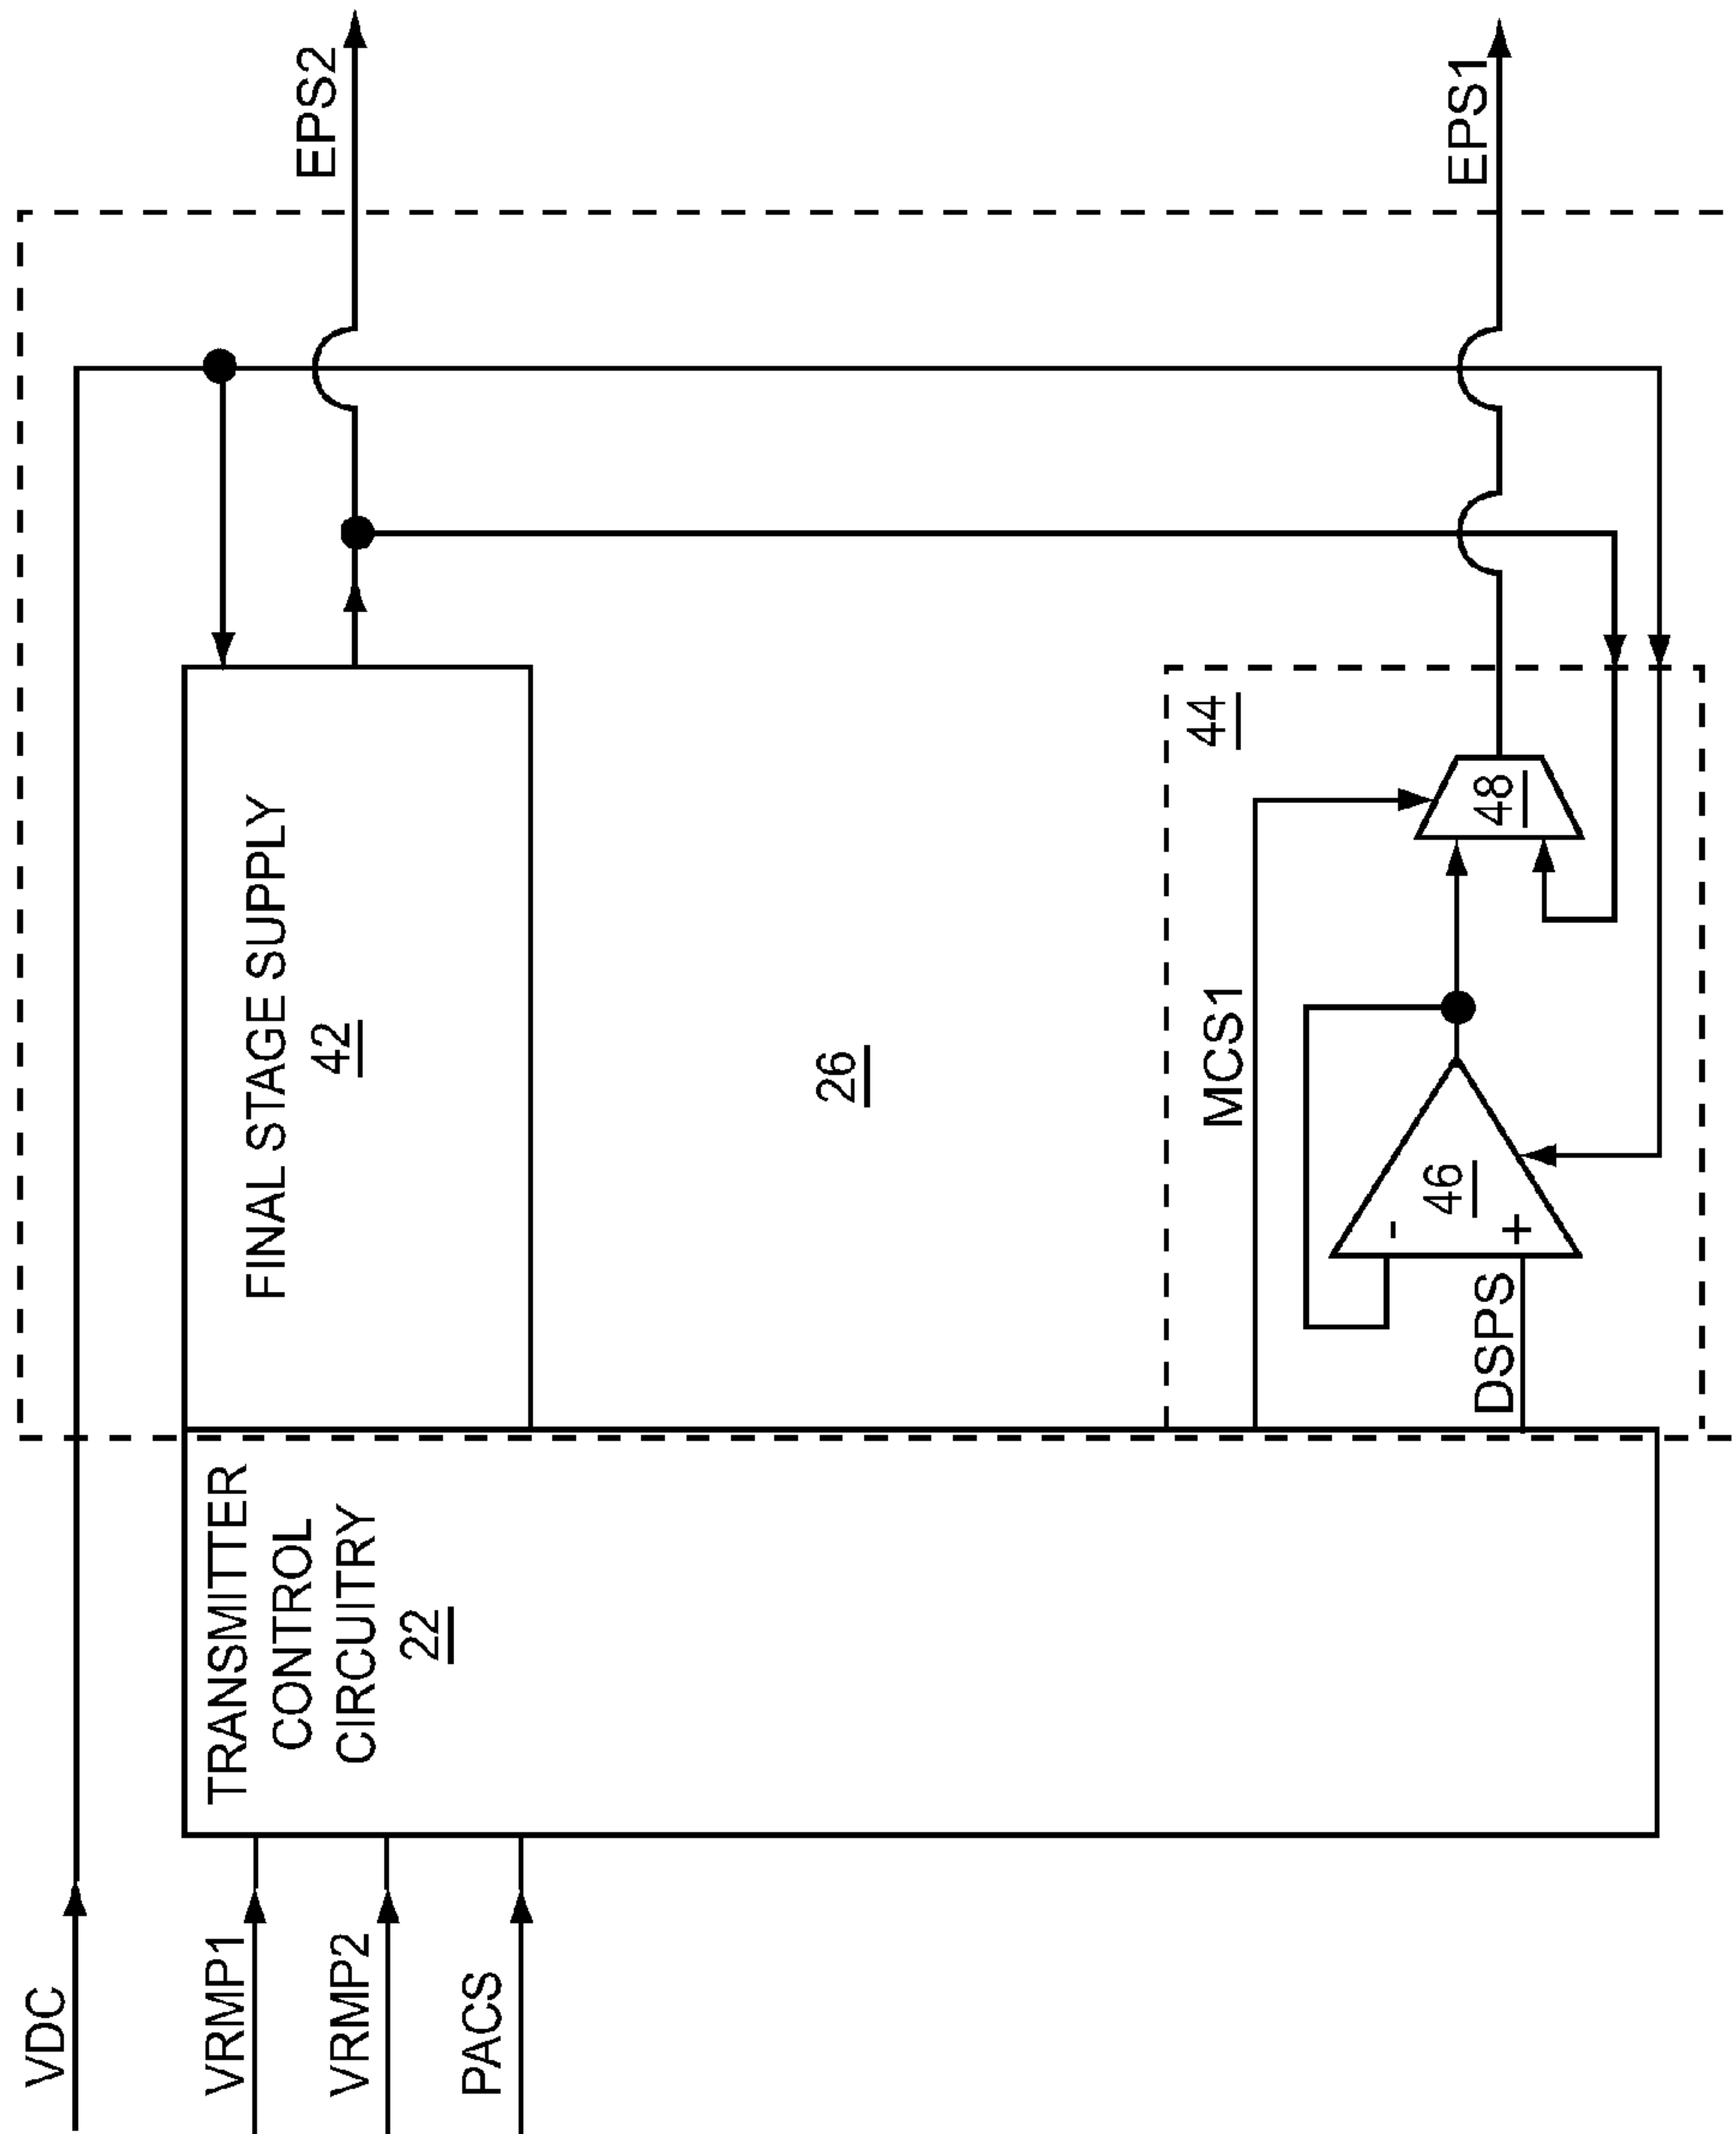 VDC
VRMP1
VRMP2
PACS
TRANSMITTER
CONTROL
CIRCUITRY
22
FINAL STAGE SUPPLY
42
26
EPS2
EPS1
44
MCS1
DSPS
-
+
46
48